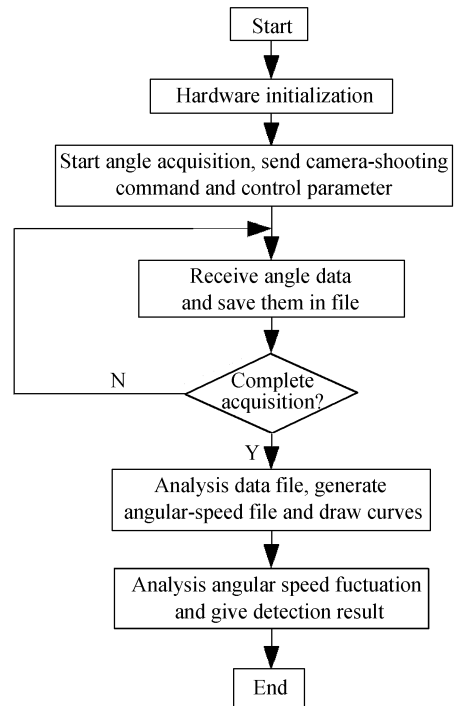 Start
Hardware initialization
Start angle acquisition, send camera-shooting
command and control parameter
Receive angle data
and save them in file
N
Complete
acquisition?
Y
Analysis data file, generate
angular-speed file and draw curves
Analysis angular speed fuctuation
and give detection result
End